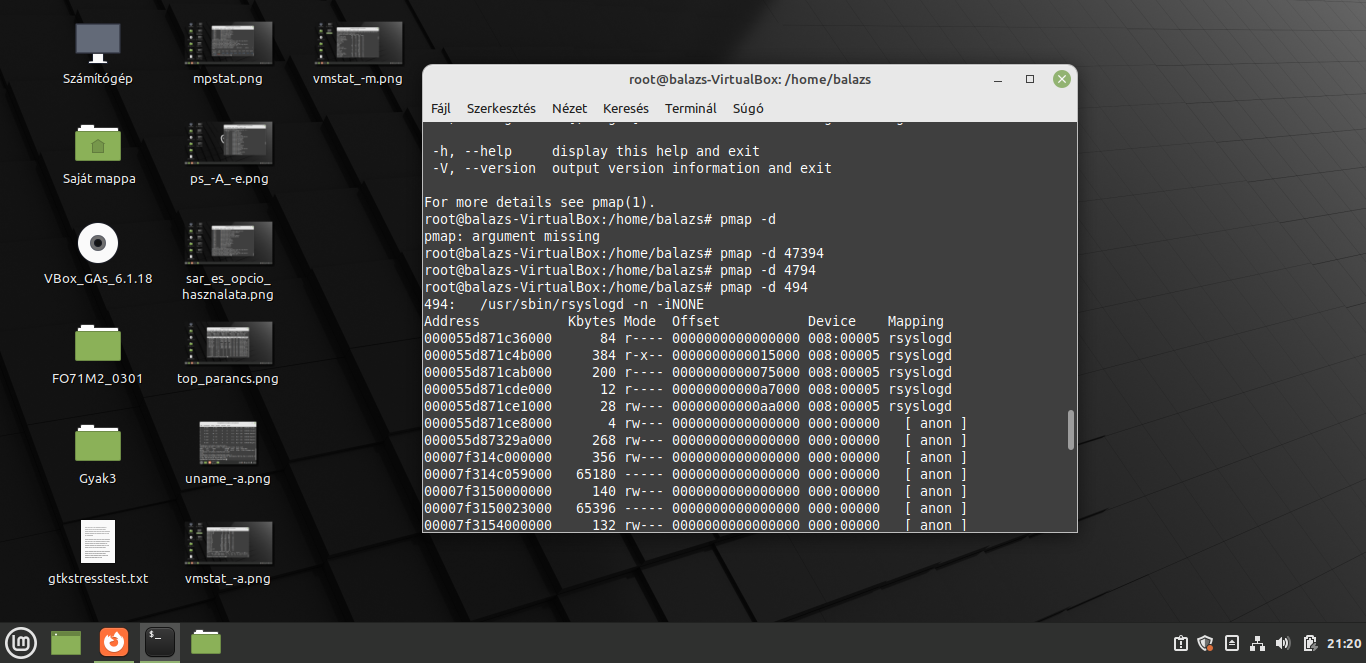 Számítógép
mpstat.png
vmstat_-m.png
Saját mappa
ps_-A_-e.png
VBox_GAs_6.1.18
sar_es_opcio_
hasznalata.png
FO71M2_0301
top_parancs.png
Gyak3
uname_-a.png
gtkstresstest.txt
vmstat_-a.png
root@balazs-VirtualBox: /home/balazs
Fájl Szerkesztés Nézet Keresés Terminál Súgó
-h, --help     display this help and exit
-V, --version  output version information and exit
For more details see pmap(1).
root@balazs-VirtualBox:/home/balazs# pmap -d
pmap: argument missing
root@balazs-VirtualBox:/home/balazs# pmap -d 47394
root@balazs-VirtualBox:/home/balazs# pmap -d 4794
root@balazs-VirtualBox:/home/balazs# pmap -d 494
494:   /usr/sbin/rsyslogd -n -iNONE
Address           Kbytes Mode  Offset           Device    Mapping
000055d871c36000      84 r---- 0000000000000000 008:00005 rsyslogd
000055d871c4b000     384 r-x-- 0000000000015000 008:00005 rsyslogd
000055d871cab000     200 r---- 0000000000075000 008:00005 rsyslogd
000055d871cde000      12 r---- 00000000000a7000 008:00005 rsyslogd
000055d871ce1000      28 rw--- 00000000000aa000 008:00005 rsyslogd
000055d871ce8000       4 rw--- 0000000000000000 000:00000   [ anon ]
000055d87329a000     268 rw--- 0000000000000000 000:00000   [ anon ]
00007f314c000000     356 rw--- 0000000000000000 000:00000   [ anon ]
00007f314c059000   65180 ----- 0000000000000000 000:00000   [ anon ]
00007f3150000000     140 rw--- 0000000000000000 000:00000   [ anon ]
00007f3150023000   65396 ----- 0000000000000000 000:00000   [ anon ]
00007f3154000000     132 rw--- 0000000000000000 000:00000   [ anon ]
$_
21:20